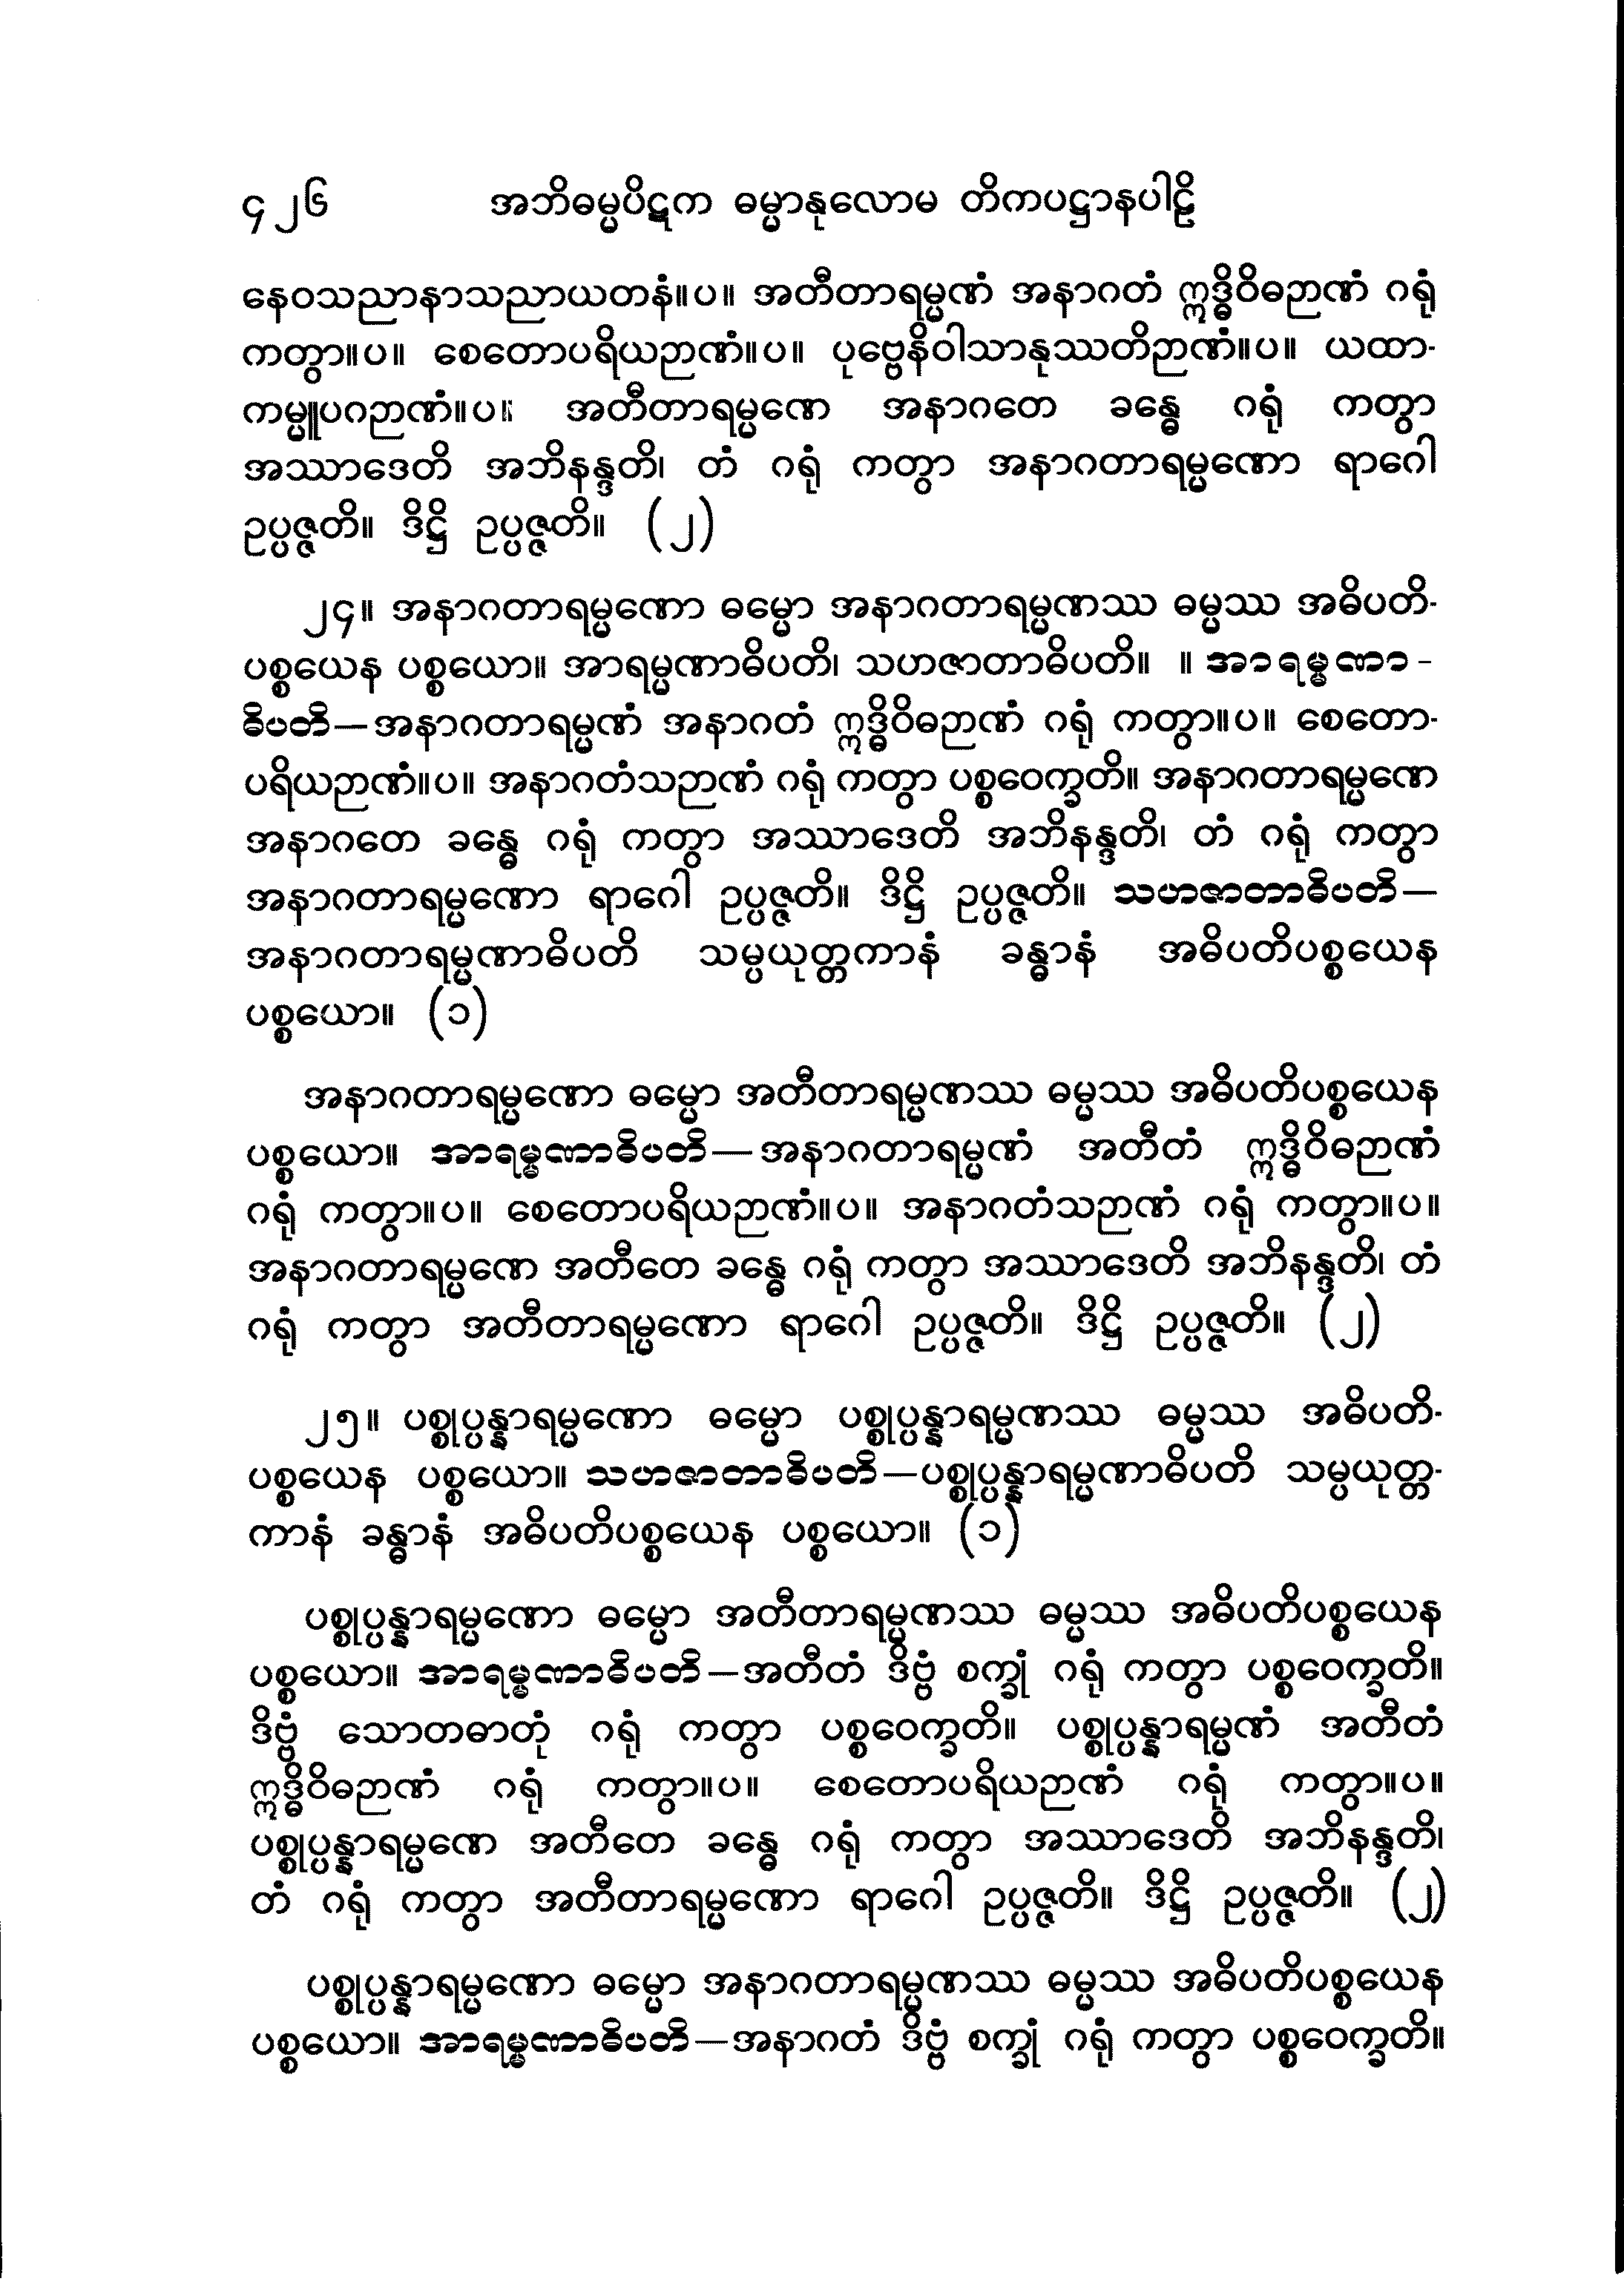 ၄၂၆ အဘိဓမ္မပိဋက ဓမ္မာနုလောမ တိကပဋ္ဌာနပါဠိ
နေဝသညာနာသညာယတနံ။ပ။ အတီတာရမ္မဏံ အနာဂတံ ဣဒ္ဓိဝိဓဉာဏံ ဂရုံ
ကတွာ။ပ။ စေတောပရိယဉာဏံ။ပ။ ပုဗ္ဗေနိဝါသာနုဿတိဉာဏံ။ပ။ ယထာ-
ကမ္မူပဂဉာဏံ။ပ။ အတီတာရမ္မဏေ အနာဂတေ ခန္ဓေ ဂရုံ ကတွာ
အဿာဒေတိ အဘိနန္ဒတိ၊ တံ ဂရုံ ကတွာ အနာဂတာရမ္မဏော ရာဂေါ
ဥပ္ပဇ္ဇတိ။ ဒိဋ္ဌိ ဥပ္ပဇ္ဇတိ။ (၂)
၂၄။ အနာဂတာရမ္မဏော ဓမ္မော အနာဂတာရမ္မဏဿ ဓမ္မဿ အဓိပတိ-
ပစ္စယေန ပစ္စယော။ အာရမ္မဏာဓိပတိ၊ သဟဇာတာဓိပတိ။ ။ အာရမ္မဏာ-
ဓိပတိ—အနာဂတာရမ္မဏံ အနာဂတံ ဣဒ္ဓိဝိဓဉာဏံ ဂရုံ ကတွာ။ပ။ စေတော-
ပရိယဉာဏံ။ပ။ အနာဂတံသဉာဏံ ဂရုံ ကတွာ ပစ္စဝေက္ခတိ။ အနာဂတာရမ္မဏေ
အနာဂတေ ခန္ဓေ ဂရုံ ကတွာ အဿာဒေတိ အဘိနန္ဒတိ၊ တံ ဂရုံ ကတွာ
အနာဂတာရမ္မဏော ရာဂေါ ဥပ္ပဇ္ဇတိ။ ဒိဋ္ဌိ ဥပ္ပဇ္ဇတိ။ သဟဇာတာဓိပတိ—
အနာဂတာရမ္မဏာဓိပတိ သမ္ပယုတ္တကာနံ ခန္ဓာနံ အဓိပတိပစ္စယေန
ပစ္စယော။ (၁)
အနာဂတာရမ္မဏော ဓမ္မော အတီတာရမ္မဏဿ ဓမ္မဿ အဓိပတိပစ္စယေန
ပစ္စယော။ အာရမ္မဏာဓိပတိ—အနာဂတာရမ္မဏံ အတီတံ ဣဒ္ဓိဝိဓဉာဏံ
ဂရုံ ကတွာ။ပ။ စေတောပရိယဉာဏံ။ပ။ အနာဂတံသဉာဏံ ဂရုံ ကတွာ။ပ။
အနာဂတာရမ္မဏေ အတီတေ ခန္ဓေ ဂရုံ ကတွာ အဿာဒေတိ အဘိနန္ဒတိ၊ တံ
ဂရုံ ကတွာ အတီတာရမ္မဏော ရာဂေါ ဥပ္ပဇ္ဇတိ။ ဒိဋ္ဌိ ဥပ္ပဇ္ဇတိ။ (၂)
၂၅။ ပစ္စုပ္ပန္နာရမ္မဏော ဓမ္မော ပစ္စုပ္ပန္နာရမ္မဏဿ ဓမ္မဿ အဓိပတိ-
ပစ္စယေန ပစ္စယော။ သဟဇာတာဓိပတိ—ပစ္စုပ္ပန္နာရမ္မဏာဓိပတိ သမ္ပယုတ္တ-
ကာနံ ခန္ဓာနံ အဓိပတိပစ္စယေန ပစ္စယော။ (၁)
ပစ္စုပ္ပန္နာရမ္မဏော ဓမ္မော အတီတာရမ္မဏဿ ဓမ္မဿ အဓိပတိပစ္စယေန
ပစ္စယော။ အာရမ္မဏာဓိပတိ—အတီတံ ဒိဗ္ဗံ စက္ခုံ ဂရုံ ကတွာ ပစ္စဝေက္ခတိ။
ဒိဗ္ဗံ သောတဓာတုံ ဂရုံ ကတွာ ပစ္စဝေက္ခတိ။ ပစ္စုပ္ပန္နာရမ္မဏံ အတီတံ
ဣဒ္ဓိဝိဓဉာဏံ ဂရုံ ကတွာ။ပ။ စေတောပရိယဉာဏံ ဂရုံ ကတွာ။ပ။
ပစ္စုပ္ပန္နာရမ္မဏေ အတီတေ ခန္ဓေ ဂရုံ ကတွာ အဿာဒေတိ အဘိနန္ဒတိ၊
တံ ဂရုံ ကတွာ အတီတာရမ္မဏော ရာဂေါ ဥပ္ပဇ္ဇတိ။ ဒိဋ္ဌိ ဥပ္ပဇ္ဇတိ။ (၂)
ပစ္စုပ္ပန္နာရမ္မဏော ဓမ္မော အနာဂတာရမ္မဏဿ ဓမ္မဿ အဓိပတိပစ္စယေန
ပစ္စယော။ အာရမ္မဏာဓိပတိ—အနာဂတံ ဒိဗ္ဗံ စက္ခုံ ဂရုံ ကတွာ ပစ္စဝေက္ခတိ။